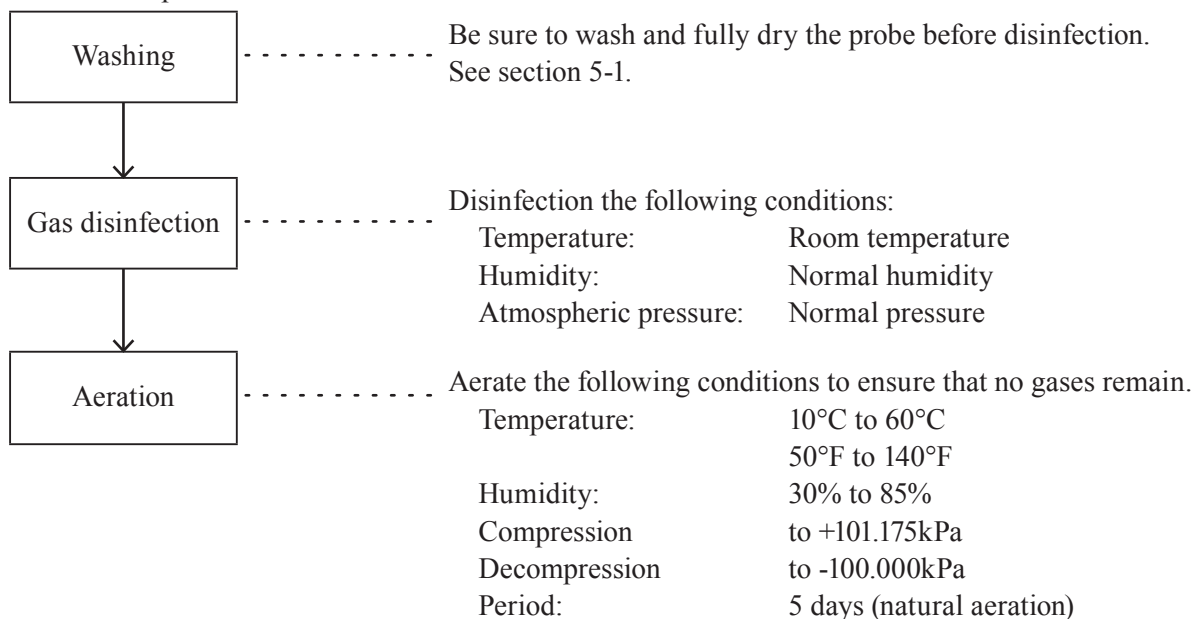 Washing
Be sure to wash and fully dry the probe before disinfection.
See section 5-1.
Gas disinfection
Disinfection the following conditions:
Temperature: Room temperature
Humidity: Normal humidity
Atmospheric pressure: Normal pressure
Aeration
Aerate the following conditions to ensure that no gases remain.
Temperature: 10°C to 60°C
50°F to 140°F
Humidity: 30% to 85%
Compression to +101.175kPa
Decompression to -100.000kPa
Period: 5 days (natural aeration)